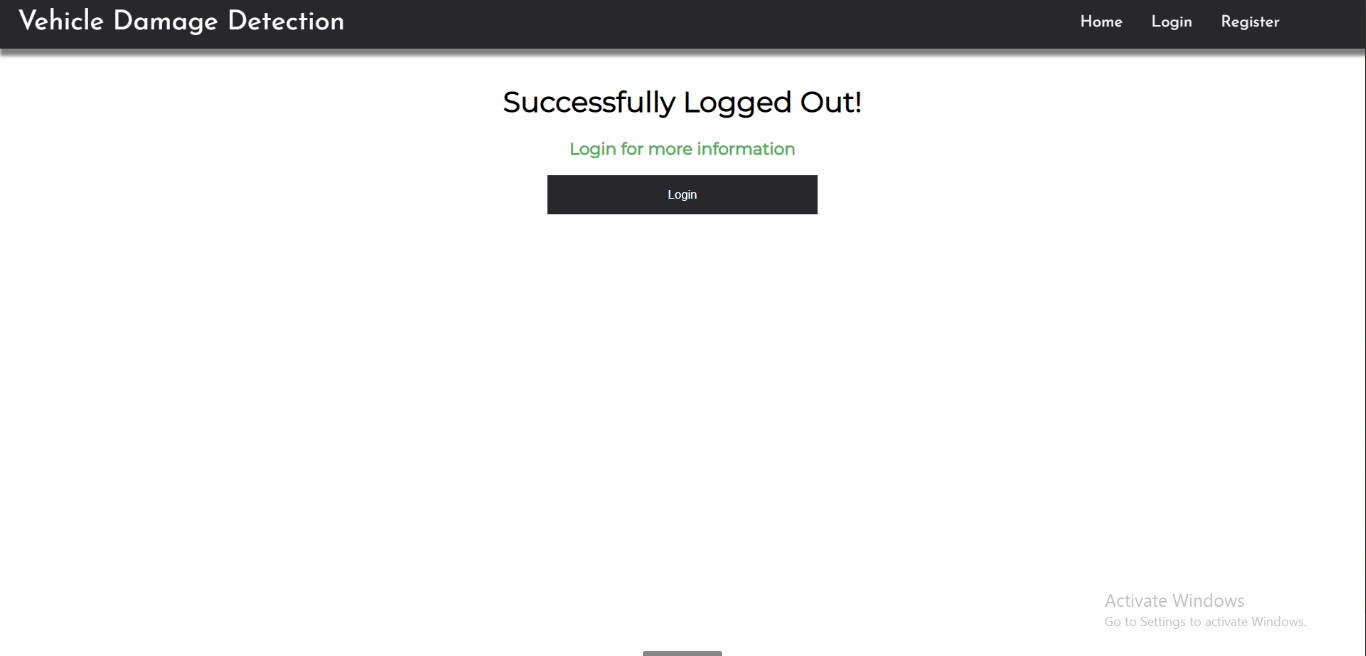 Vehicle Damage Detection
Home Login Register
Successfully Logged Out!
Login for more information
Login
Activate Windows
Go to Settings to activate Windows.